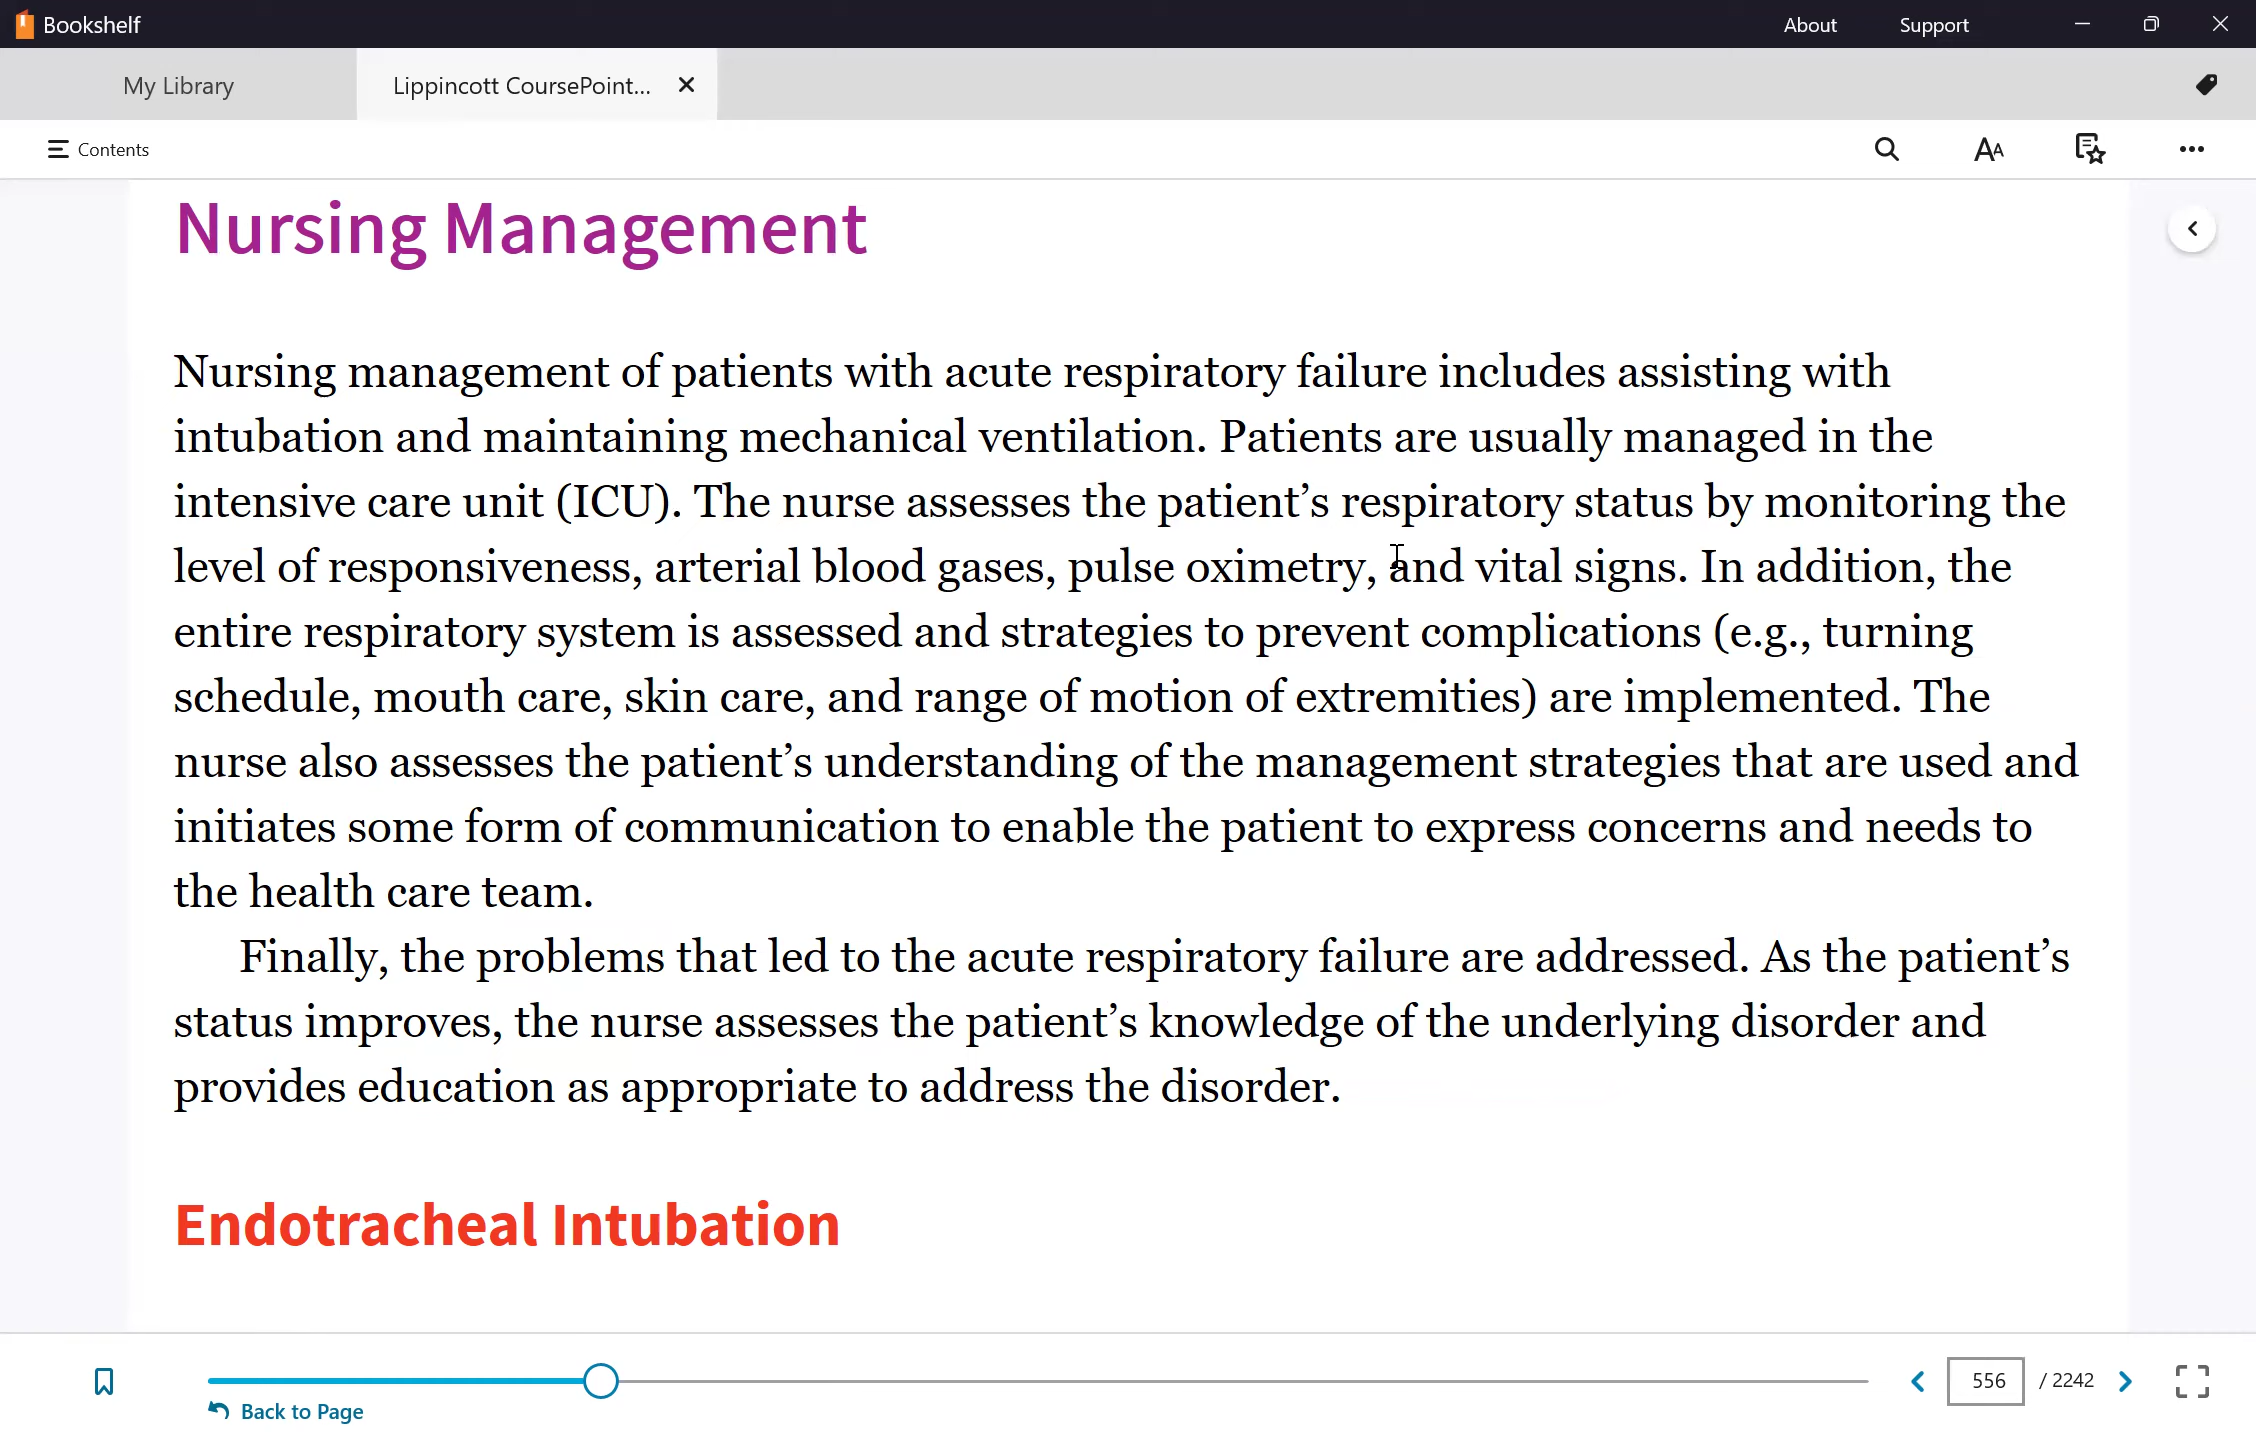 Bookshelf
About
Support
My Library
Lippincott CoursePoint...
Contents
Nursing Management
Nursing management of patients with acute respiratory failure includes assisting with
intubation and maintaining mechanical ventilation. Patients are usually managed in the
intensive care unit (ICU). The nurse assesses the patient’s respiratory status by monitoring the
level of responsiveness, arterial blood gases, pulse oximetry, and vital signs. In addition, the
entire respiratory system is assessed and strategies to prevent complications (e.g., turning
schedule, mouth care, skin care, and range of motion of extremities) are implemented. The
nurse also assesses the patient’s understanding of the management strategies that are used and
initiates some form of communication to enable the patient to express concerns and needs to
the health care team.
Finally, the problems that led to the acute respiratory failure are addressed. As the patient’s
status improves, the nurse assesses the patient’s knowledge of the underlying disorder and
provides education as appropriate to address the disorder.
Endotracheal Intubation
556 / 2242
Back to Page